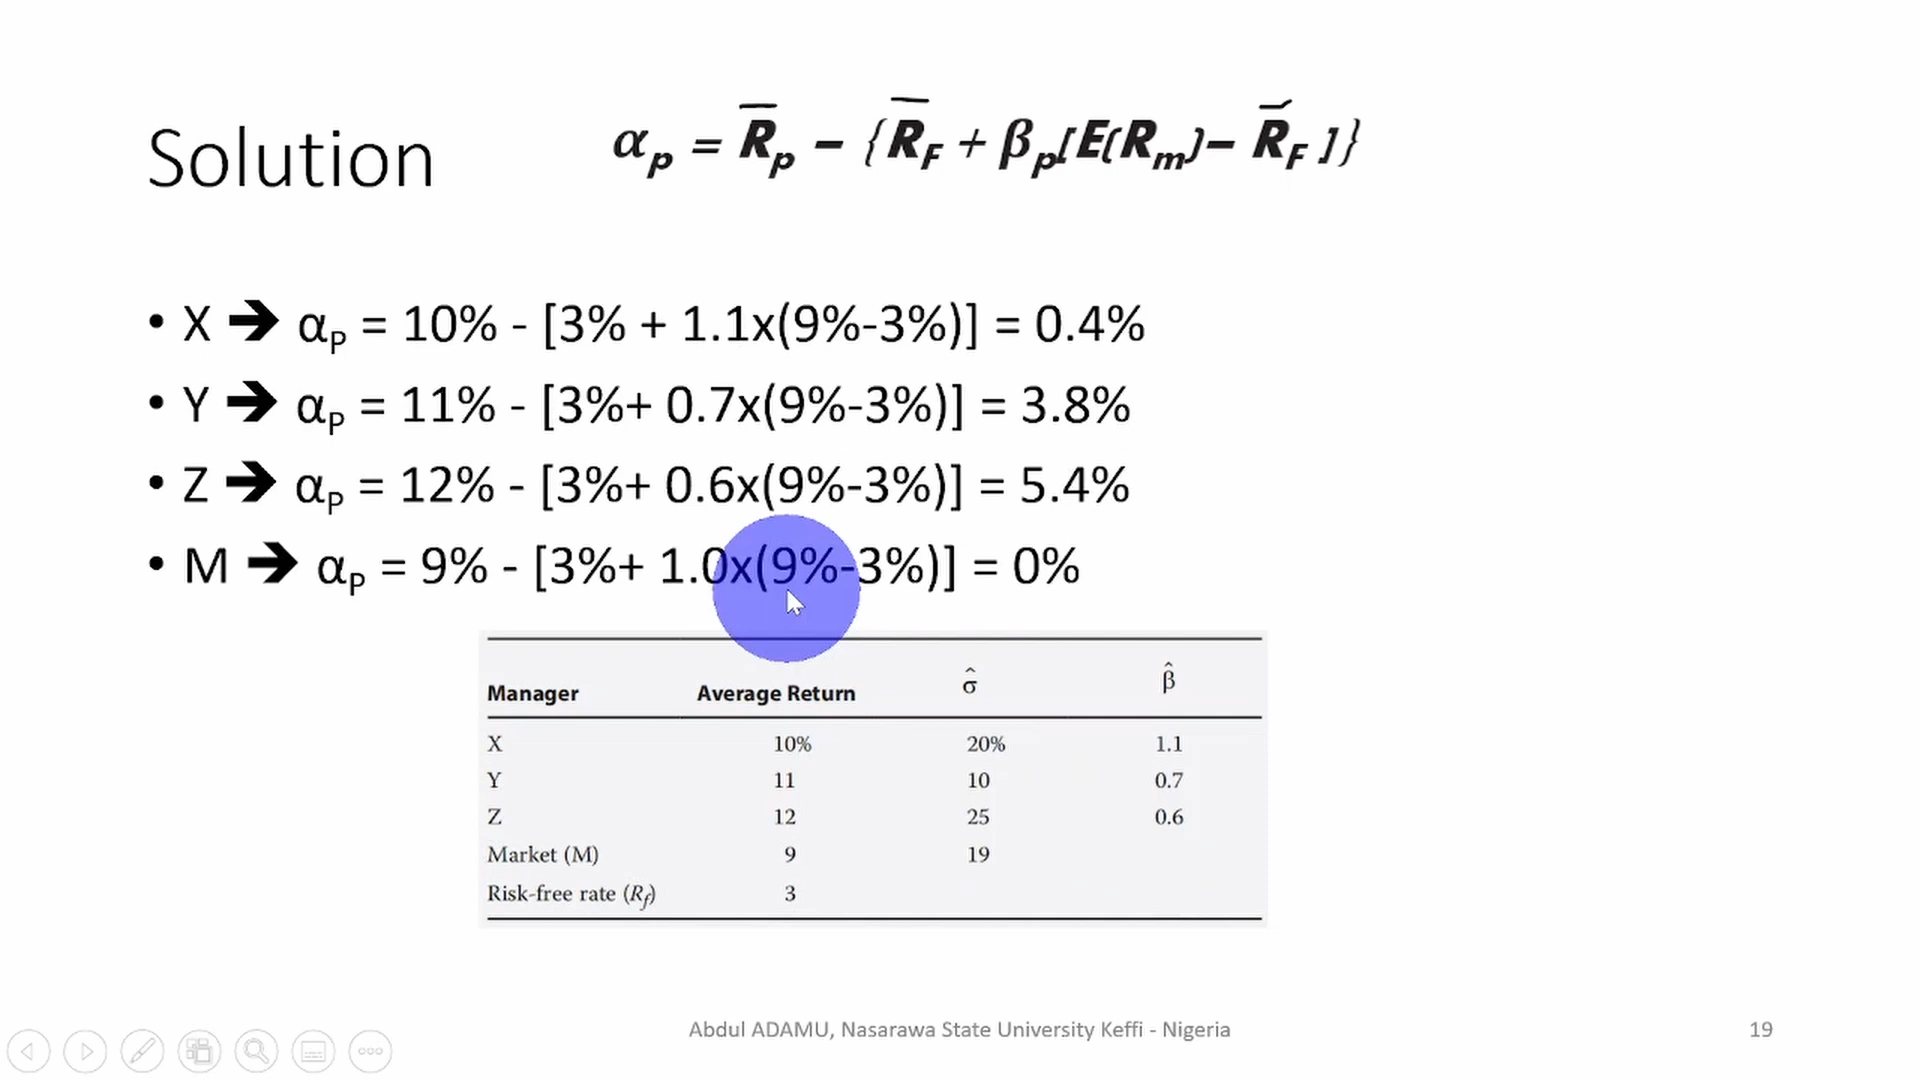 Solution
αp = R̅p − {R̅F + βp[E(Rm)− R̅F ]}
• X ➔ αP = 10% - [3% + 1.1x(9%-3%)] = 0.4%
• Y ➔ αP = 11% - [3%+ 0.7x(9%-3%)] = 3.8%
• Z ➔ αP = 12% - [3%+ 0.6x(9%-3%)] = 5.4%
• M ➔ αP = 9% - [3%+ 1.0x(9%-3%)] = 0%
Manager Average Return σ̂ β̂
X 10% 20% 1.1
Y 11 10 0.7
Z 12 25 0.6
Market (M) 9 19
Risk-free rate (Rf) 3
Abdul ADAMU, Nasarawa State University Keffi - Nigeria 19